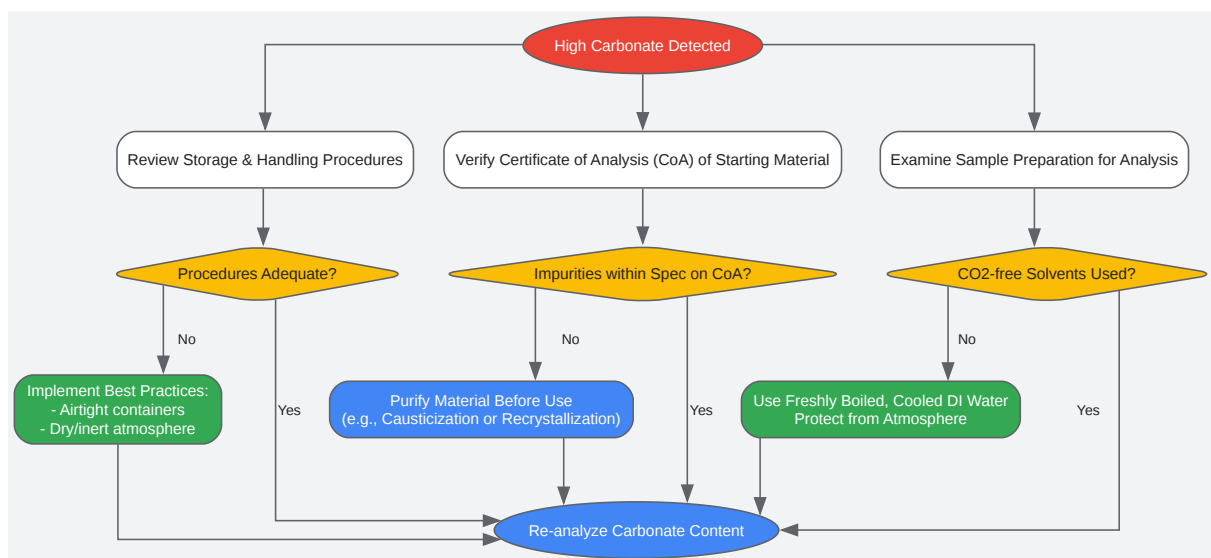 High Carbonate Detected
Review Storage & Handling Procedures
Verify Certificate of Analysis (CoA) of Starting Material
Examine Sample Preparation for Analysis
Procedures Adequate?
Impurities within Spec on CoA?
CO2-free Solvents Used?
No
No
No
Implement Best Practices:
- Airtight containers
- Dry/inert atmosphere
Yes
Purify Material Before Use
(e.g., Causticization or Recrystallization)
Yes
Use Freshly Boiled, Cooled DI Water
Protect from Atmosphere
Yes
Re-analyze Carbonate Content